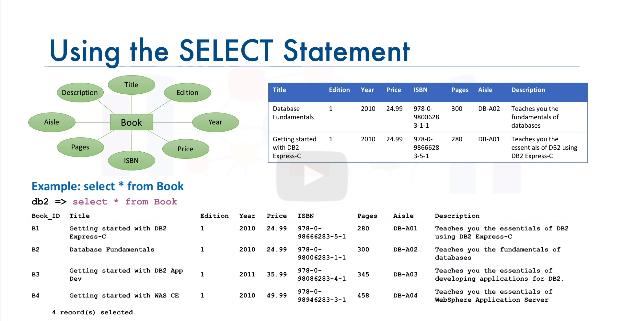 Using the SELECT Statement
Title
Description
Edition
Aisle
Book
Year
Pages
Price
ISBN
Title Edition Year Price ISBN Pages Aisle Description
Database 1 2010 24.99 978-0- 300 DB-A02 Teaches you the
Fundamentals 9800628 fundamentals of
3-1-1 databases
Getting started 1 2010 24.99 978-0- 280 DB-A01 Teaches you the
with DB2 9866628 essentials of DB2 using
Express-C 3-5-1 DB2 Express-C
Example: select * from Book
db2 => select * from Book
Book_ID Title Edition Year Price ISBN Pages Aisle Description
B1 Getting started with DB2 1 2010 24.99 978-0- 280 DB-A01 Teaches you the essentials of DB2
Express-C 98666283-5-1 using DB2 Express-C
B2 Database Fundamentals 1 2010 24.99 978-0- 300 DB-A02 Teaches you the fundamentals of
98006283-1-1 databases
B3 Getting started with DB2 App 1 2011 35.99 978-0- 345 DB-A03 Teaches you the essentials of
Dev 98086283-4-1 developing applications for DB2.
B4 Getting started with WAS CE 1 2010 49.99 978-0- 458 DB-A04 Teaches you the essentials of
98946283-3-1 WebSphere Application Server
4 record(s) selected.